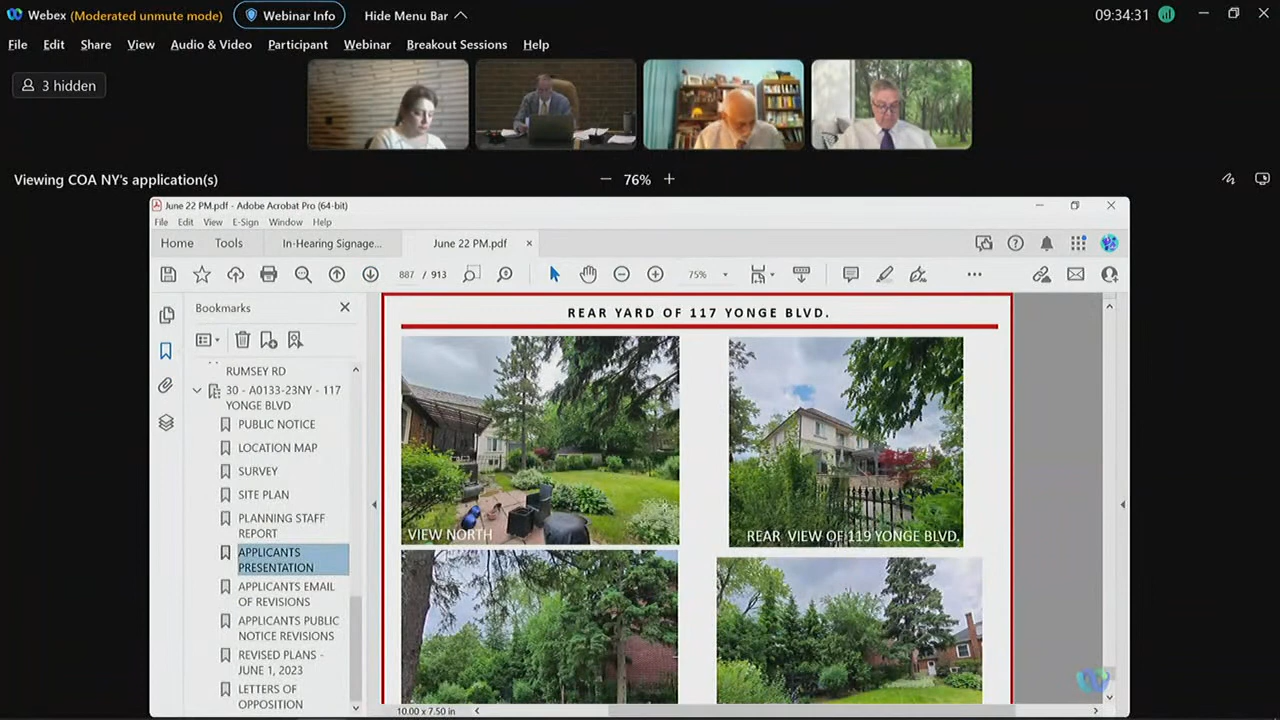 Webex (Moderated unmute mode) Webinar Info Hide Menu Bar 09:34:31
File Edit Share View Audio & Video Participant Webinar Breakout Sessions Help
3 hidden
Viewing COA NY's application(s) 76%
June 22 PM.pdf - Adobe Acrobat Pro (64-bit)
File Edit View E-Sign Window Help
Home Tools In-Hearing Signage... June 22 PM.pdf
887 / 913 75%
Bookmarks
RUMSEY RD
30 - A0133-23NY - 117
YONGE BLVD
PUBLIC NOTICE
LOCATION MAP
SURVEY
SITE PLAN
PLANNING STAFF
REPORT
APPLICANTS
PRESENTATION
APPLICANTS EMAIL
OF REVISIONS
APPLICANTS PUBLIC
NOTICE REVISIONS
REVISED PLANS -
JUNE 1, 2023
LETTERS OF
OPPOSITION
REAR YARD OF 117 YONGE BLVD.
VIEW NORTH
REAR VIEW OF 119 YONGE BLVD.
10.00 x 7.50 in